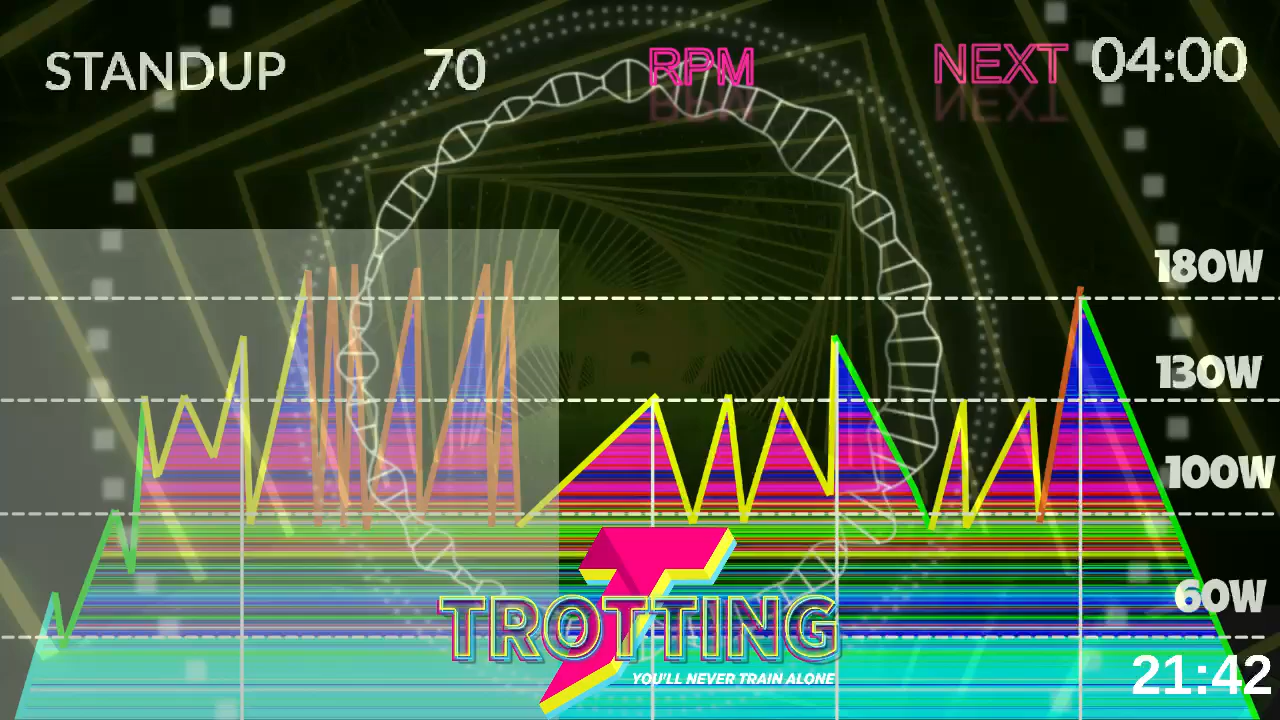 STANDUP 70 RPM NEXT 04:00
180W
130W
100W
60W
TROTTING
YOU'LL NEVER TRAIN ALONE
21:42